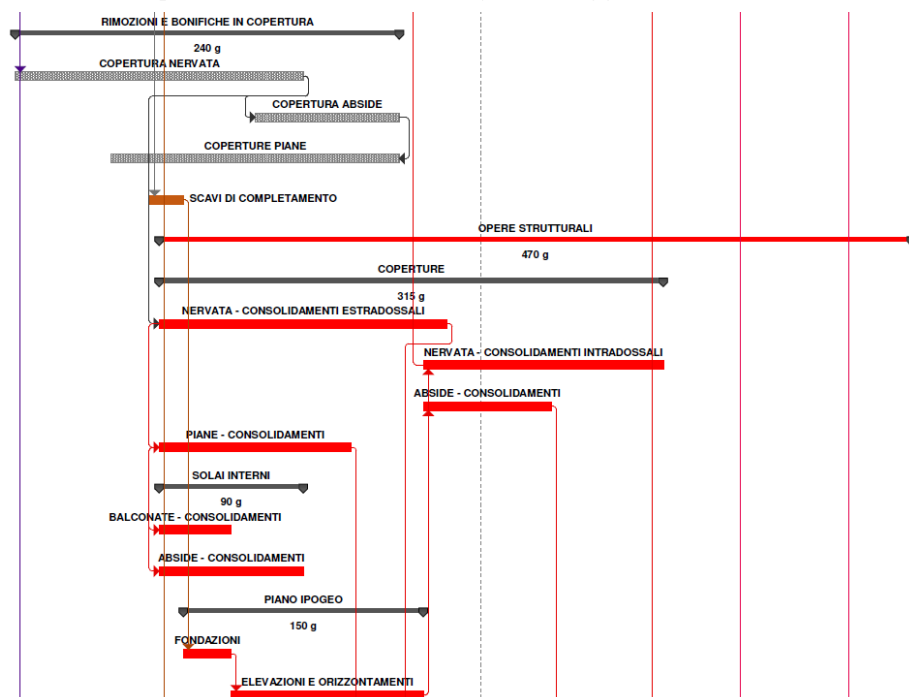 RIMOZIONI E BONIFICHE IN COPERTURA
240 g
COPERTURA NERVATA
COPERTURA ABSIDE
COPERTURE PIANE
SCAVI DI COMPLETAMENTO
OPERE STRUTTURALI
470 g
COPERTURE
315 g
NERVATA - CONSOLIDAMENTI ESTRADOSSALI
NERVATA - CONSOLIDAMENTI INTRADOSSALI
ABSIDE - CONSOLIDAMENTI
PIANE - CONSOLIDAMENTI
SOLAI INTERNI
90 g
BALCONATE - CONSOLIDAMENTI
ABSIDE - CONSOLIDAMENTI
PIANO IPOGEO
150 g
FONDAZIONI
ELEVAZIONI E ORIZZONTAMENTI